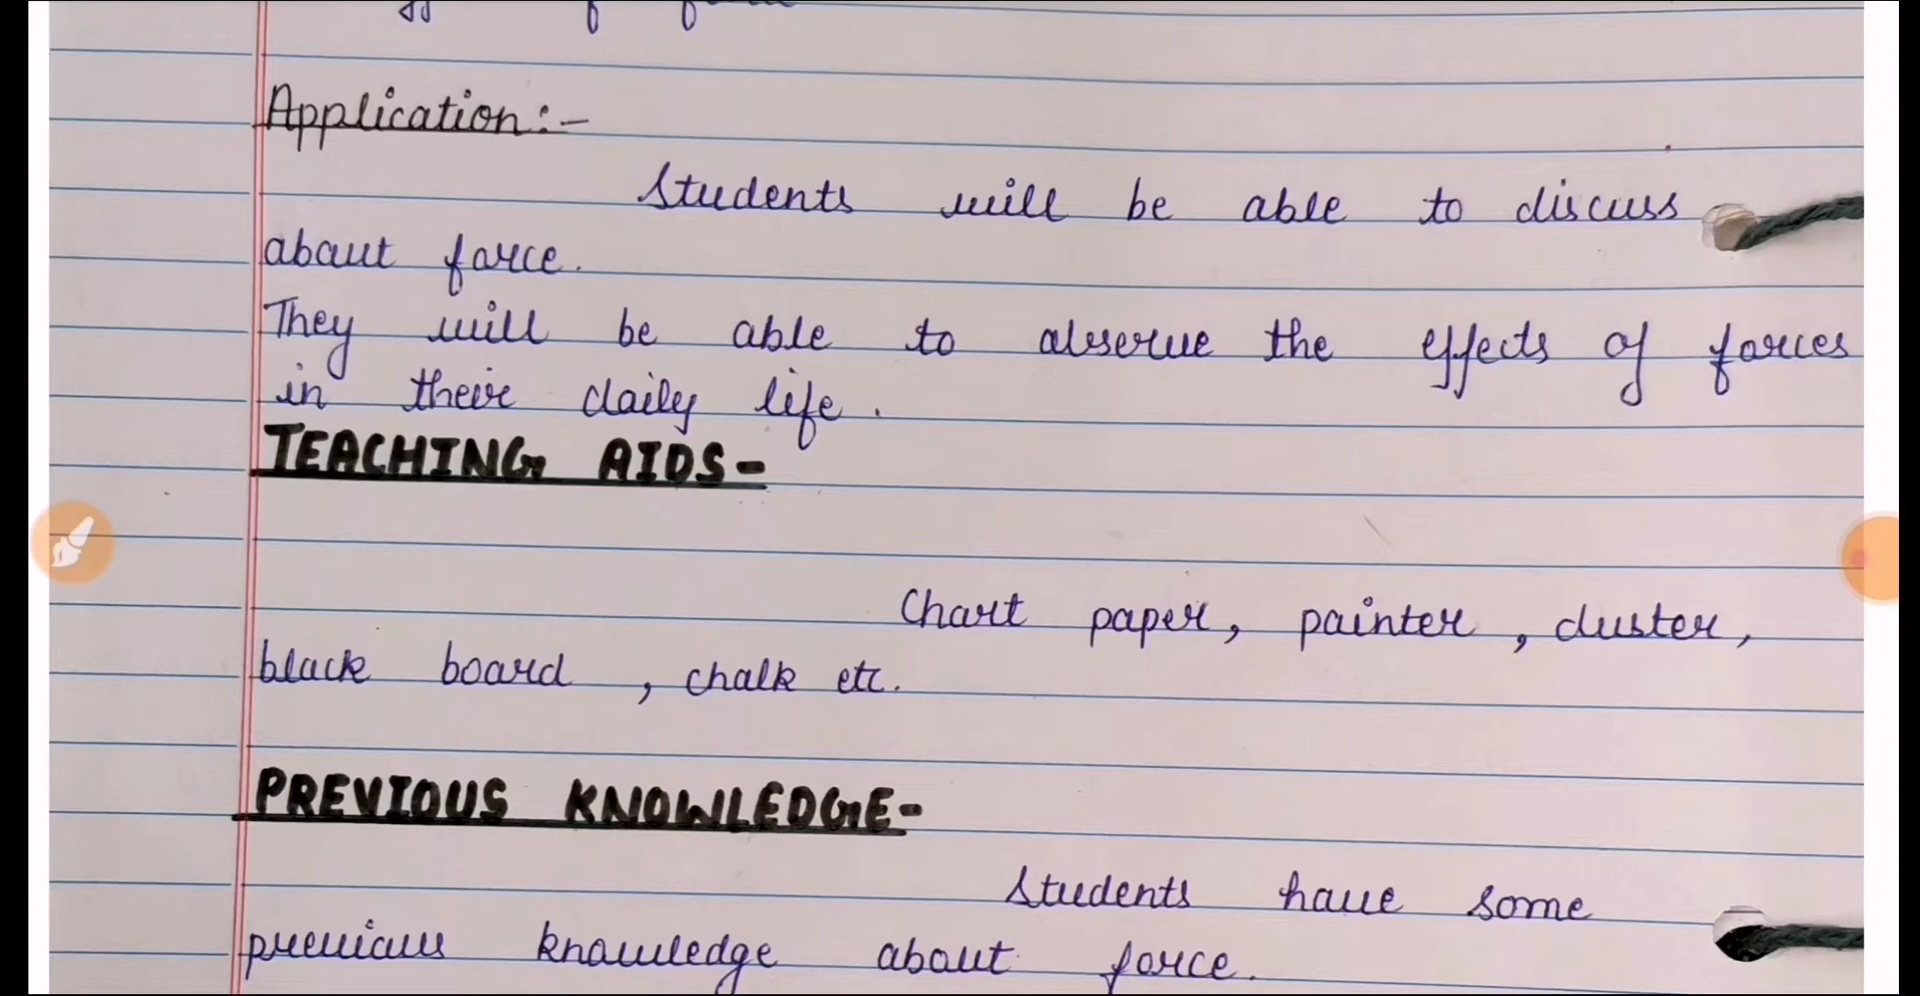 Application:-
Students will be able to discuss
about force.
They will be able to observe the effects of forces
in their daily life.
TEACHING AIDS-
Chart paper, painter, duster,
black board, chalk etc.
PREVIOUS KNOWLEDGE-
Students have some
previous knowledge about force.